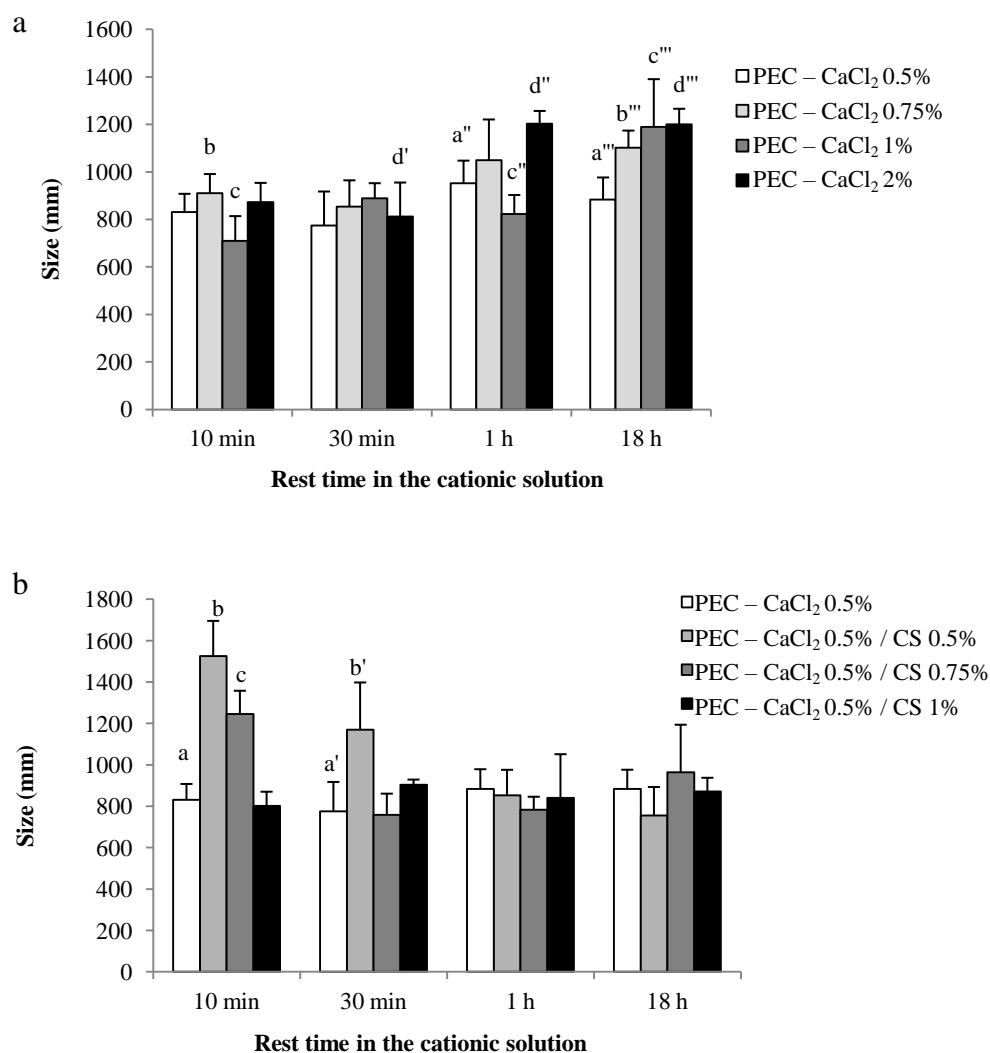 a
1600
1400
1200
1000
800
600
400
200
0
Size (mm)
b
c
d'
a''
c''
d''
a'''
b'''
c'''
d'''
PEC – CaCl₂ 0.5%
PEC – CaCl₂ 0.75%
PEC – CaCl₂ 1%
PEC – CaCl₂ 2%
10 min 30 min 1 h 18 h
Rest time in the cationic solution
b
1800
1600
1400
1200
1000
800
600
400
200
0
Size (mm)
a
b
c
a'
b'
PEC – CaCl₂ 0.5%
PEC – CaCl₂ 0.5% / CS 0.5%
PEC – CaCl₂ 0.5% / CS 0.75%
PEC – CaCl₂ 0.5% / CS 1%
10 min 30 min 1 h 18 h
Rest time in the cationic solution